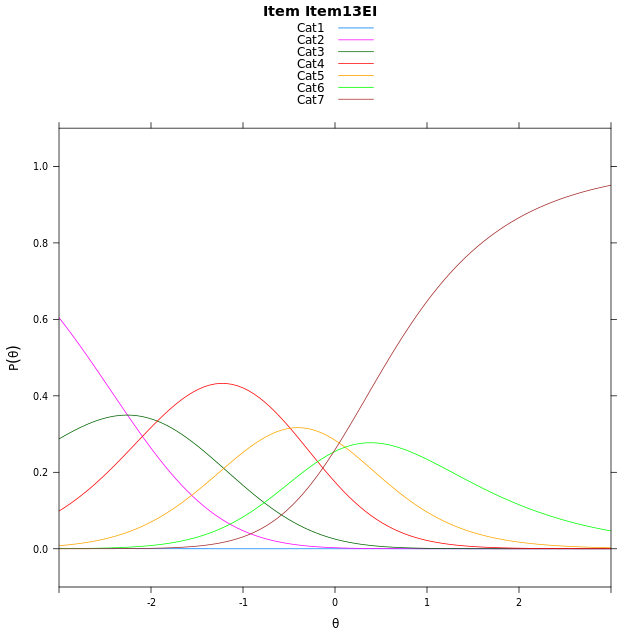 Item Item13EI
Cat1
Cat2
Cat3
Cat4
Cat5
Cat6
Cat7
1.0
0.8
0.6
0.4
0.2
0.0
P(θ)
-2
-1
0
1
2
θ